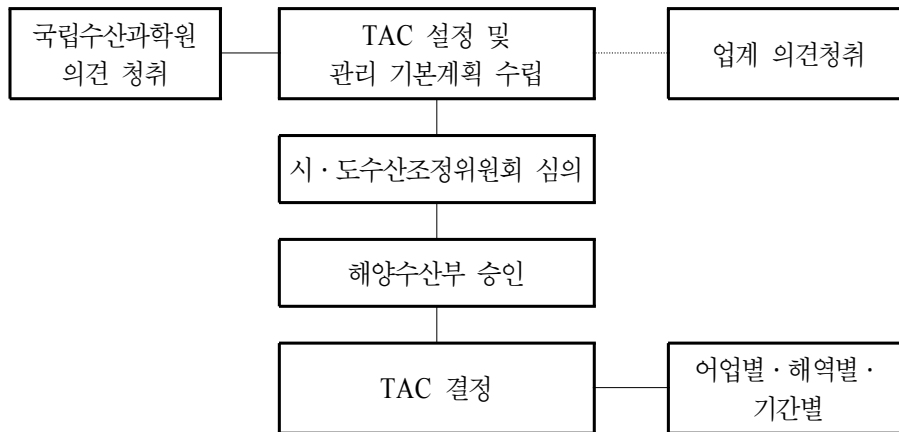 국립수산과학원
의견 청취
TAC 설정 및
관리 기본계획 수립
업계 의견청취
시·도수산조정위원회 심의
해양수산부 승인
TAC 결정
어업별·해역별·
기간별